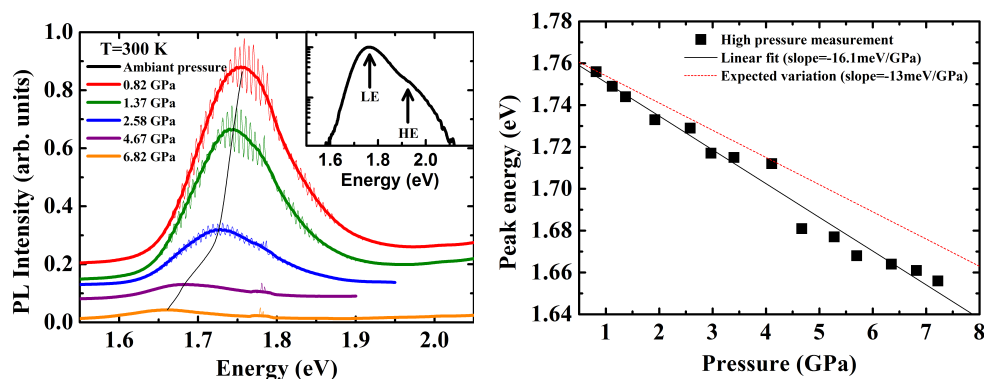 T=300 K
Ambiant pressure
0.82 GPa
1.37 GPa
2.58 GPa
4.67 GPa
6.82 GPa
LE
HE
1.6 1.8 2.0
Energy (eV)
PL Intensity (arb. units)
1.0
0.8
0.6
0.4
0.2
0.0
1.6 1.7 1.8 1.9 2.0
Energy (eV)
High pressure measurement
Linear fit (slope=-16.1meV/GPa)
Expected variation (slope=-13meV/GPa)
Peak energy (eV)
1.78
1.76
1.74
1.72
1.70
1.68
1.66
1.64
0 1 2 3 4 5 6 7 8
Pressure (GPa)